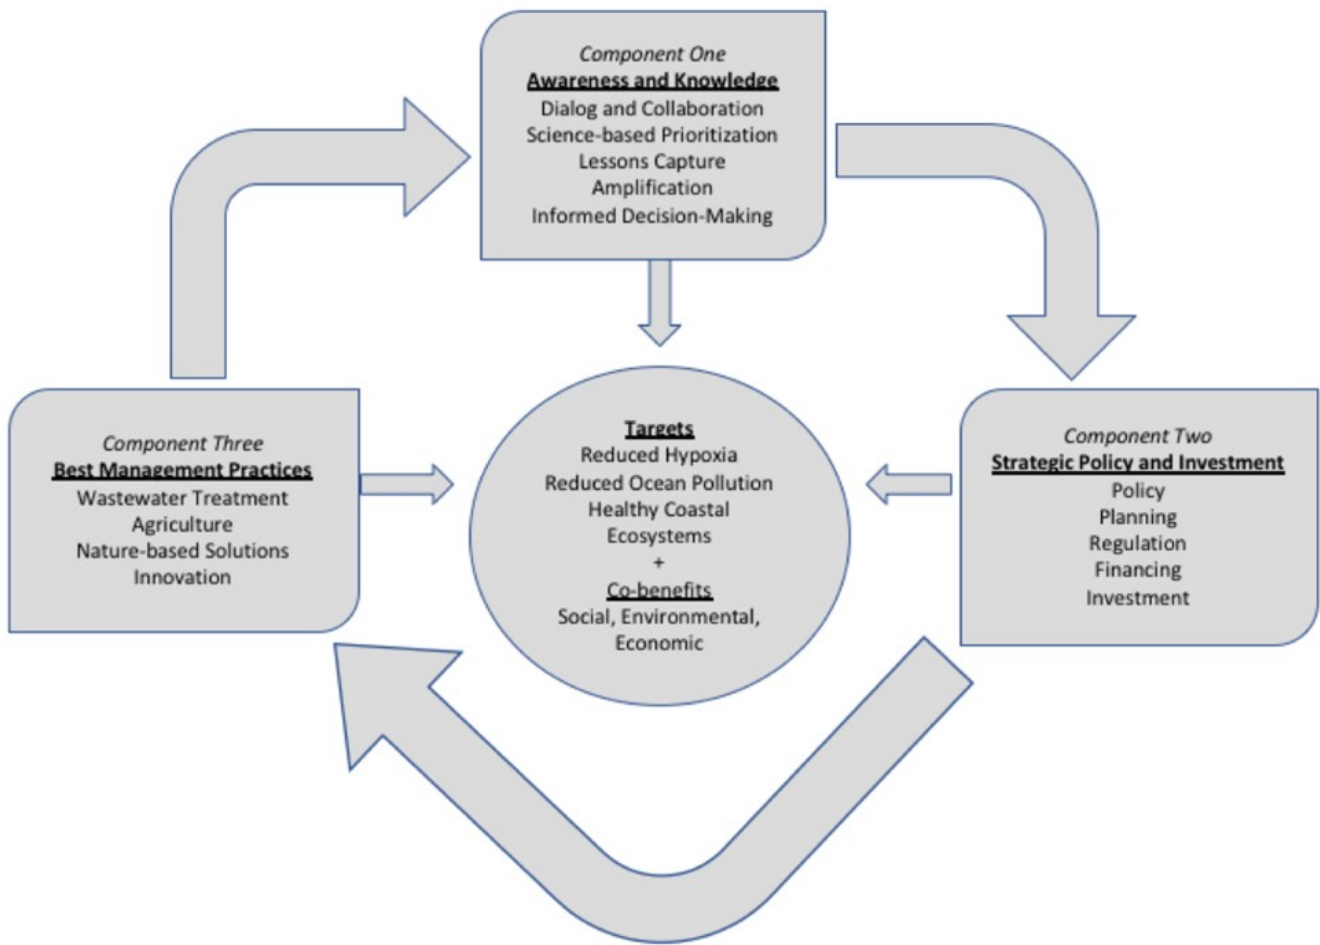 Component One
Awareness and Knowledge
Dialog and Collaboration
Science-based Prioritization
Lessons Capture
Amplification
Informed Decision-Making
Component Three
Best Management Practices
Wastewater Treatment
Agriculture
Nature-based Solutions
Innovation
Targets
Reduced Hypoxia
Reduced Ocean Pollution
Healthy Coastal
Ecosystems
+
Co-benefits
Social, Environmental,
Economic
Component Two
Strategic Policy and Investment
Policy
Planning
Regulation
Financing
Investment